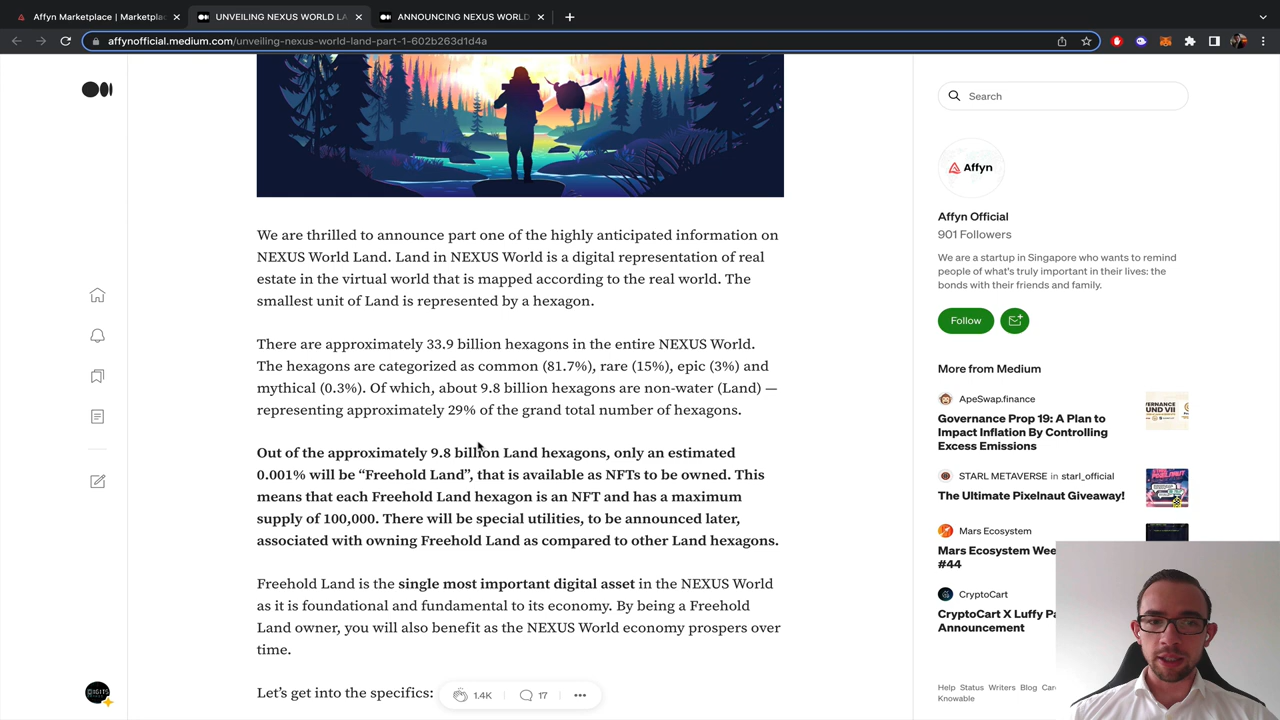 Affyn Marketplace | Marketplac
UNVEILING NEXUS WORLD LA
ANNOUNCING NEXUS WORLD
affynofficial.medium.com/unveiling-nexus-world-land-part-1-602b263d1d4a
We are thrilled to announce part one of the highly anticipated information on
NEXUS World Land. Land in NEXUS World is a digital representation of real
estate in the virtual world that is mapped according to the real world. The
smallest unit of Land is represented by a hexagon.
There are approximately 33.9 billion hexagons in the entire NEXUS World.
The hexagons are categorized as common (81.7%), rare (15%), epic (3%) and
mythical (0.3%). Of which, about 9.8 billion hexagons are non-water (Land) —
representing approximately 29% of the grand total number of hexagons.
Out of the approximately 9.8 billion Land hexagons, only an estimated
0.001% will be “Freehold Land”, that is available as NFTs to be owned. This
means that each Freehold Land hexagon is an NFT and has a maximum
supply of 100,000. There will be special utilities, to be announced later,
associated with owning Freehold Land as compared to other Land hexagons.
Freehold Land is the single most important digital asset in the NEXUS World
as it is foundational and fundamental to its economy. By being a Freehold
Land owner, you will also benefit as the NEXUS World economy prospers over
time.
Let’s get into the specifics:
1.4K
17
Search
Affyn
Affyn Official
901 Followers
We are a startup in Singapore who wants to remind
people of what's truly important in their lives: the
bonds with their friends and family.
Follow
More from Medium
ApeSwap.finance
Governance Prop 19: A Plan to
Impact Inflation By Controlling
Excess Emissions
STARL METAVERSE in starl_official
The Ultimate Pixelnaut Giveaway!
Mars Ecosystem
Mars Ecosystem Wee
#44
CryptoCart
CryptoCart X Luffy Pa
Announcement
Help Status Writers Blog Care
Knowable